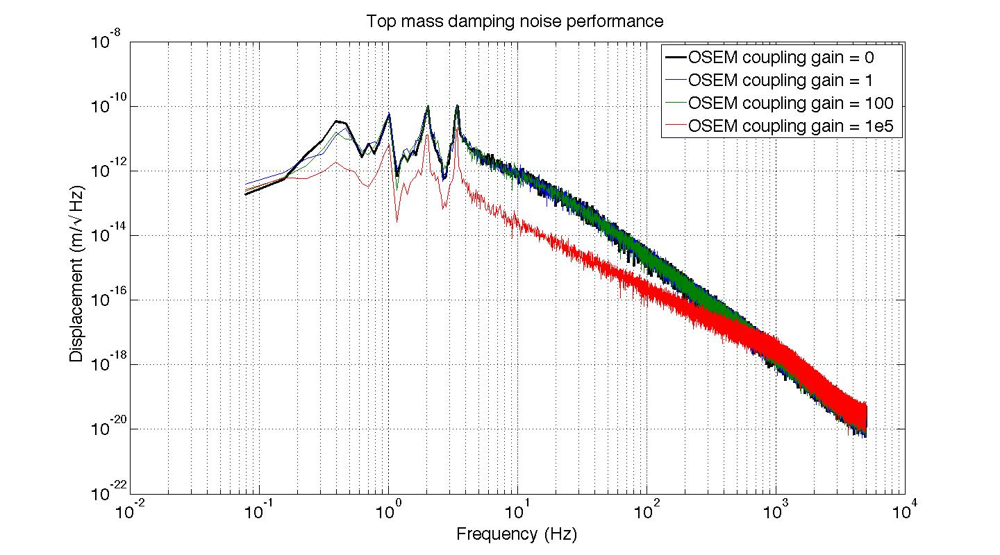 Top mass damping noise performance
OSEM coupling gain = 0
OSEM coupling gain = 1
OSEM coupling gain = 100
OSEM coupling gain = 1e5
Displacement (m/√Hz)
10^-8
10^-10
10^-12
10^-14
10^-16
10^-18
10^-20
10^-22
10^-2
10^-1
10^0
10^1
10^2
10^3
10^4
Frequency (Hz)